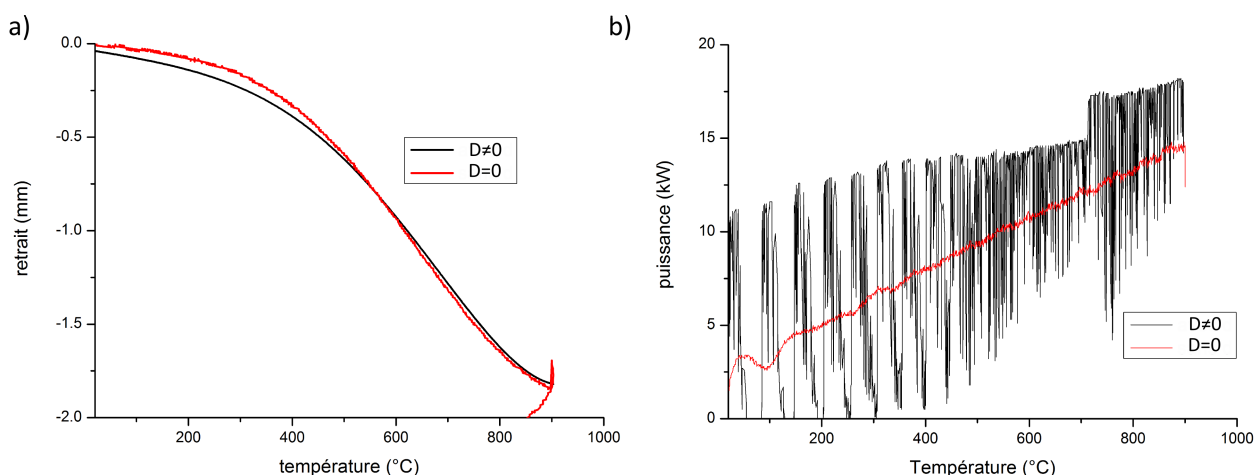 a)
0.0
-0.5
-1.0
-1.5
-2.0
retrait (mm)
D≠0
D=0
200
400
600
800
1000
température (°C)
b)
20
15
10
5
0
puissance (kW)
D≠0
D=0
200
400
600
800
1000
Température (°C)